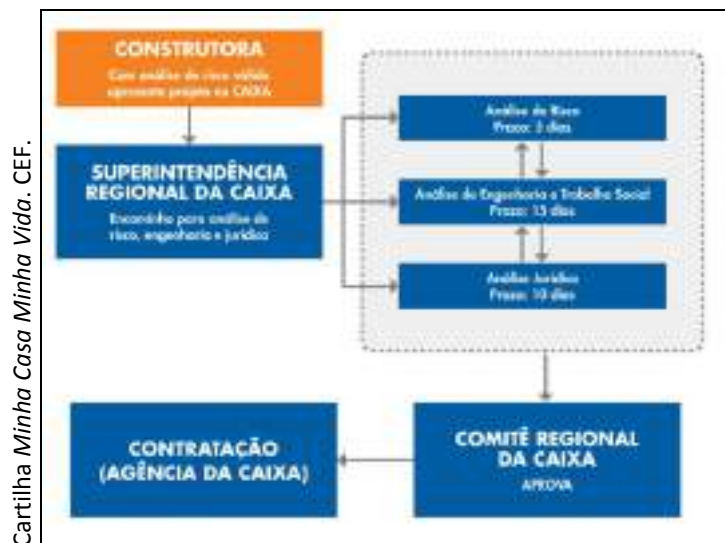 Cartilha Minha Casa Minha Vida. CEF.
CONSTRUTORA
Com análise de risco válida
apresenta projeto na CAIXA
SUPERINTENDÊNCIA
REGIONAL DA CAIXA
Encaminha para análise de
risco, engenharia e jurídica
Análise de Risco
Prazo: 5 dias
Análise de Engenharia e Trabalho Social
Prazo: 15 dias
Análise Jurídica
Prazo: 10 dias
COMITÊ REGIONAL
DA CAIXA
APROVA
CONTRATAÇÃO
(AGÊNCIA DA CAIXA)